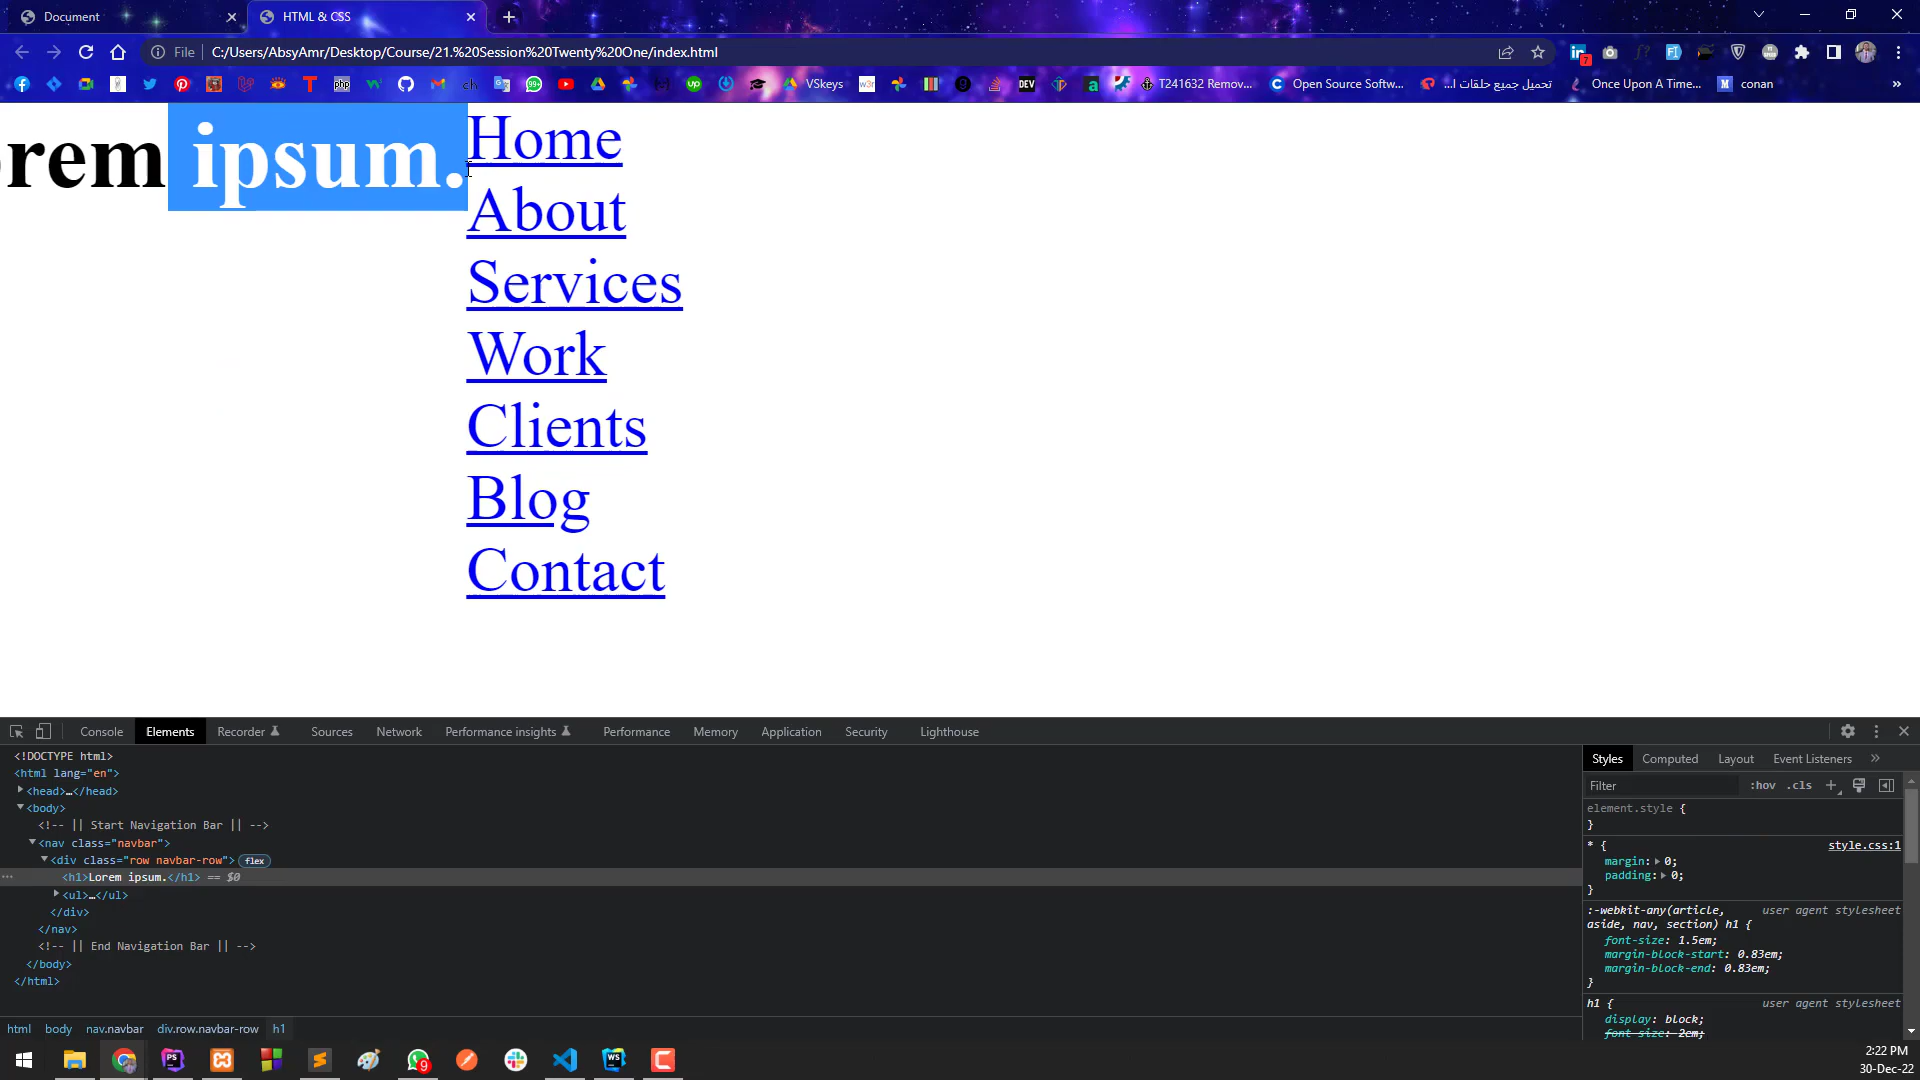 Document
HTML & CSS
File
C:/Users/AbsyAmr/Desktop/Course/21.%20Session%20Twenty%20One/index.html
VSkeys
T241632 Remov...
Open Source Softw...
تحميل جميع حلقات ا...
Once Upon A Time...
conan
orem ipsum.
Home
About
Services
Work
Clients
Blog
Contact
Console Elements Recorder Sources Network Performance insights Performance Memory Application Security Lighthouse
<!DOCTYPE html>
<html lang="en">
<head>…</head>
<body>
<!-- || Start Navigation Bar || -->
<nav class="navbar">
<div class="row navbar-row"> flex
<h1>Lorem ipsum.</h1> == $0
<ul>…</ul>
</div>
</nav>
<!-- || End Navigation Bar || -->
</body>
</html>
html body nav.navbar div.row.navbar-row h1
Styles Computed Layout Event Listeners
Filter :hov .cls
element.style {
}
* { style.css:1
margin: 0;
padding: 0;
}
:-webkit-any(article, user agent stylesheet
aside, nav, section) h1 {
font-size: 1.5em;
margin-block-start: 0.83em;
margin-block-end: 0.83em;
}
h1 { user agent stylesheet
display: block;
font-size: 2em;
2:22 PM
30-Dec-22